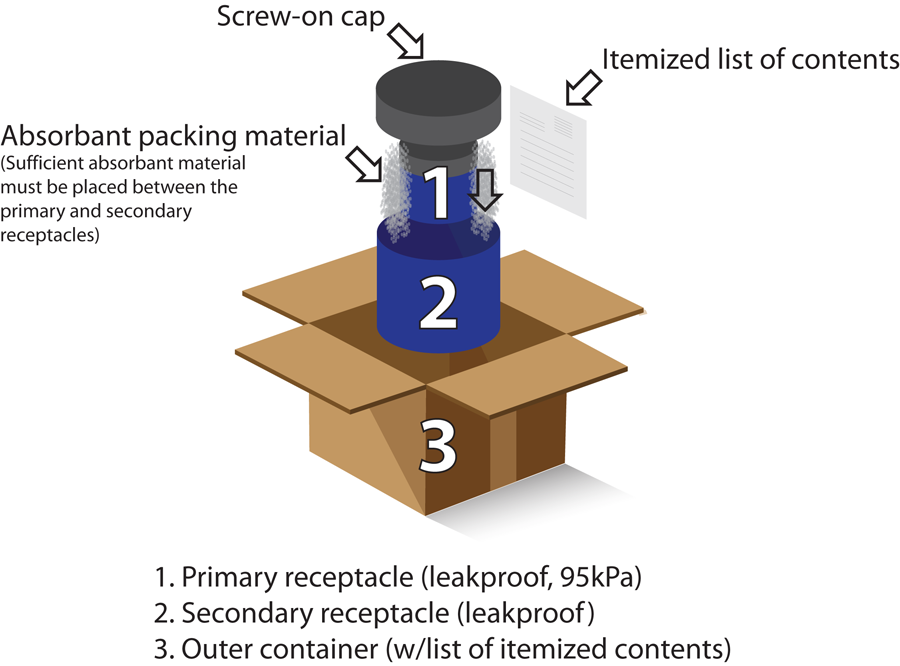 Screw-on cap
Itemized list of contents
Absorbant packing material
(Sufficient absorbant material
must be placed between the
primary and secondary
receptacles)
1
2
3
1. Primary receptacle (leakproof, 95kPa)
2. Secondary receptacle (leakproof)
3. Outer container (w/list of itemized contents)